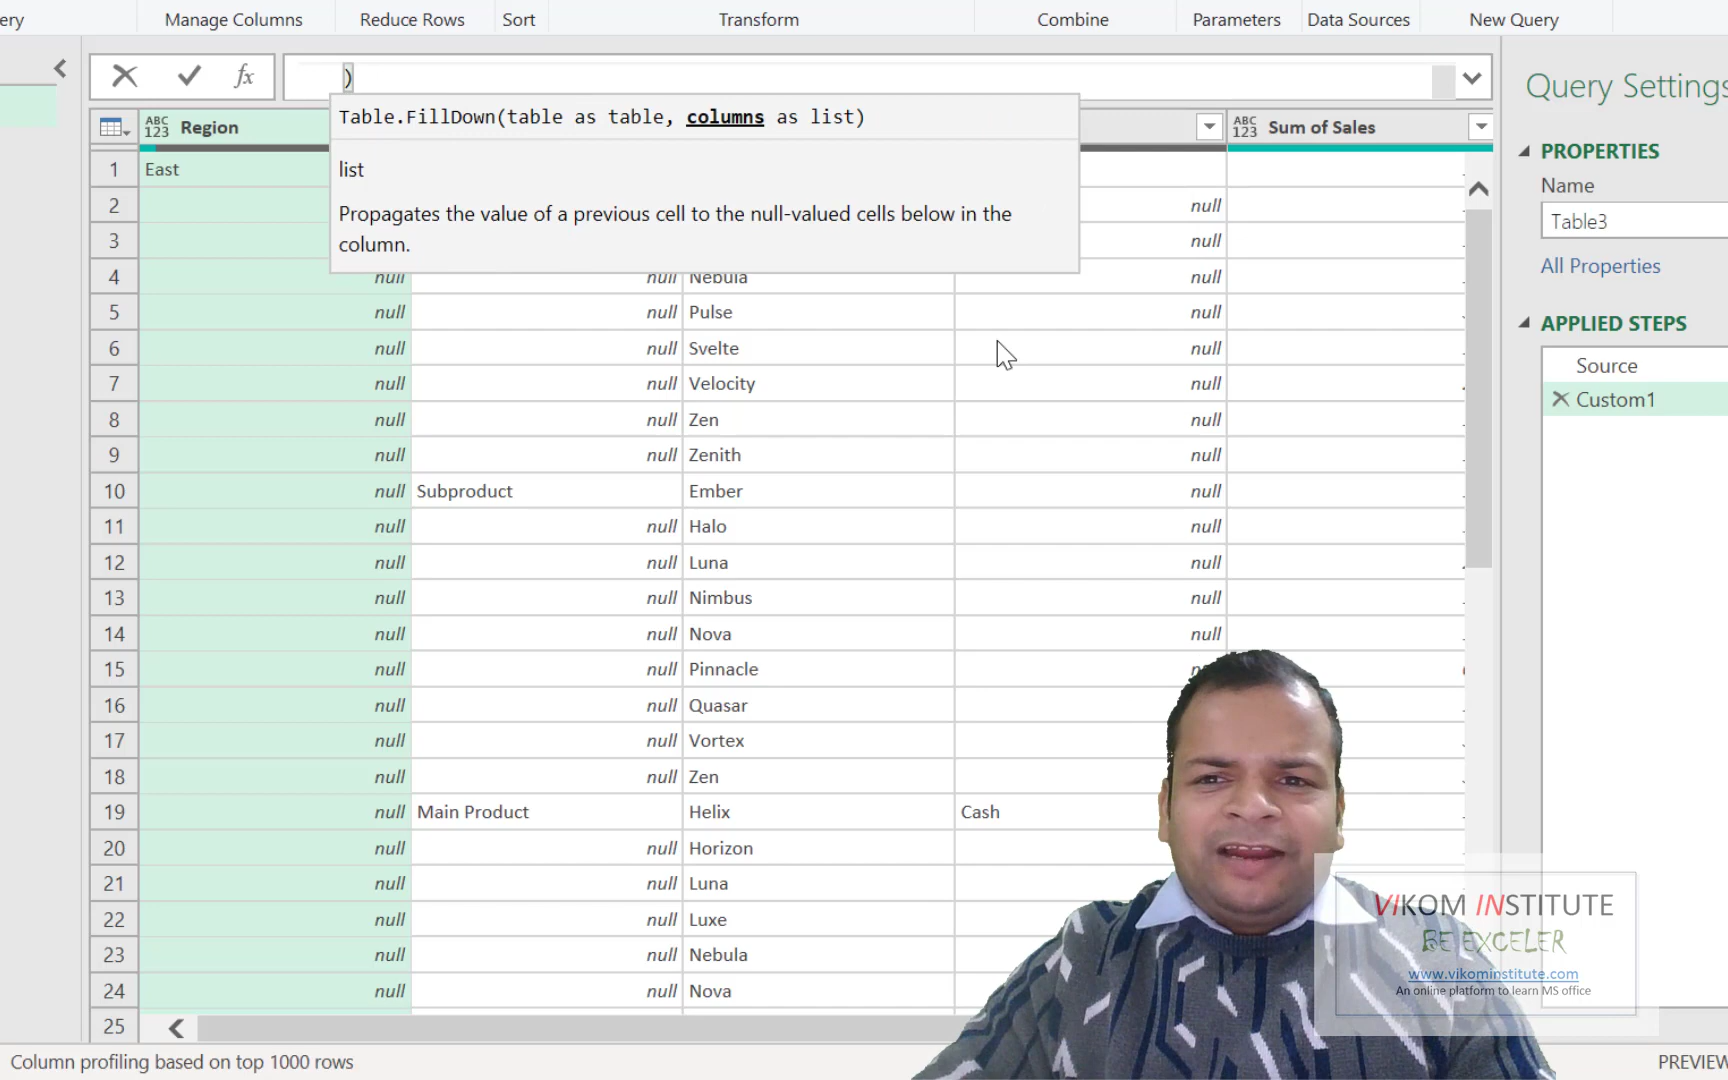 ery Manage Columns Reduce Rows Sort Transform Combine Parameters Data Sources New Query
fx )
Table.FillDown(table as table, columns as list)
list
Propagates the value of a previous cell to the null-valued cells below in the
column.
ABC 123 Region ABC 123 Sum of Sales
1 East
2 null
3 null
4 null null Nebula null
5 null null Pulse null
6 null null Svelte null
7 null null Velocity null
8 null null Zen null
9 null null Zenith null
10 null Subproduct Ember null
11 null null Halo null
12 null null Luna null
13 null null Nimbus null
14 null null Nova null
15 null null Pinnacle
16 null null Quasar
17 null null Vortex
18 null null Zen
19 null Main Product Helix Cash
20 null null Horizon
21 null null Luna
22 null null Luxe
23 null null Nebula
24 null null Nova
25
Column profiling based on top 1000 rows
Query Settings
PROPERTIES
Name
Table3
All Properties
APPLIED STEPS
Source
Custom1
VIKOM INSTITUTE
BE EXCELER
www.vikominstitute.com
An online platform to learn MS office
PREVIEW